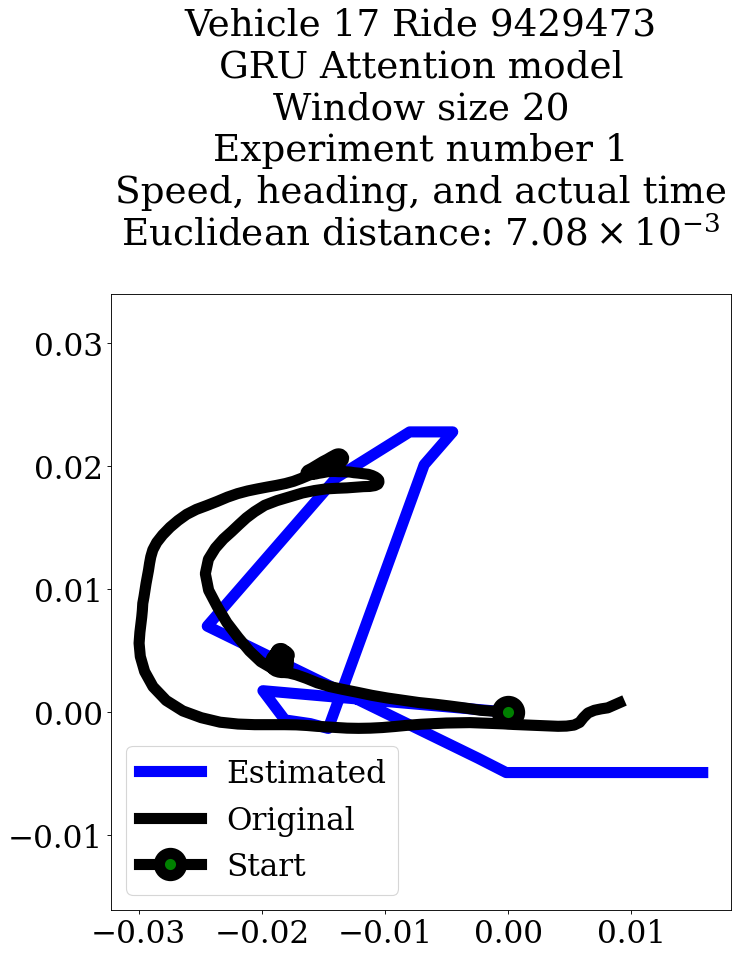 Vehicle 17 Ride 9429473
GRU Attention model
Window size 20
Experiment number 1
Speed, heading, and actual time
Euclidean distance: 7.08 × 10⁻³
0.03
0.02
0.01
0.00
−0.01
Estimated
Original
Start
−0.03 −0.02 −0.01 0.00 0.01